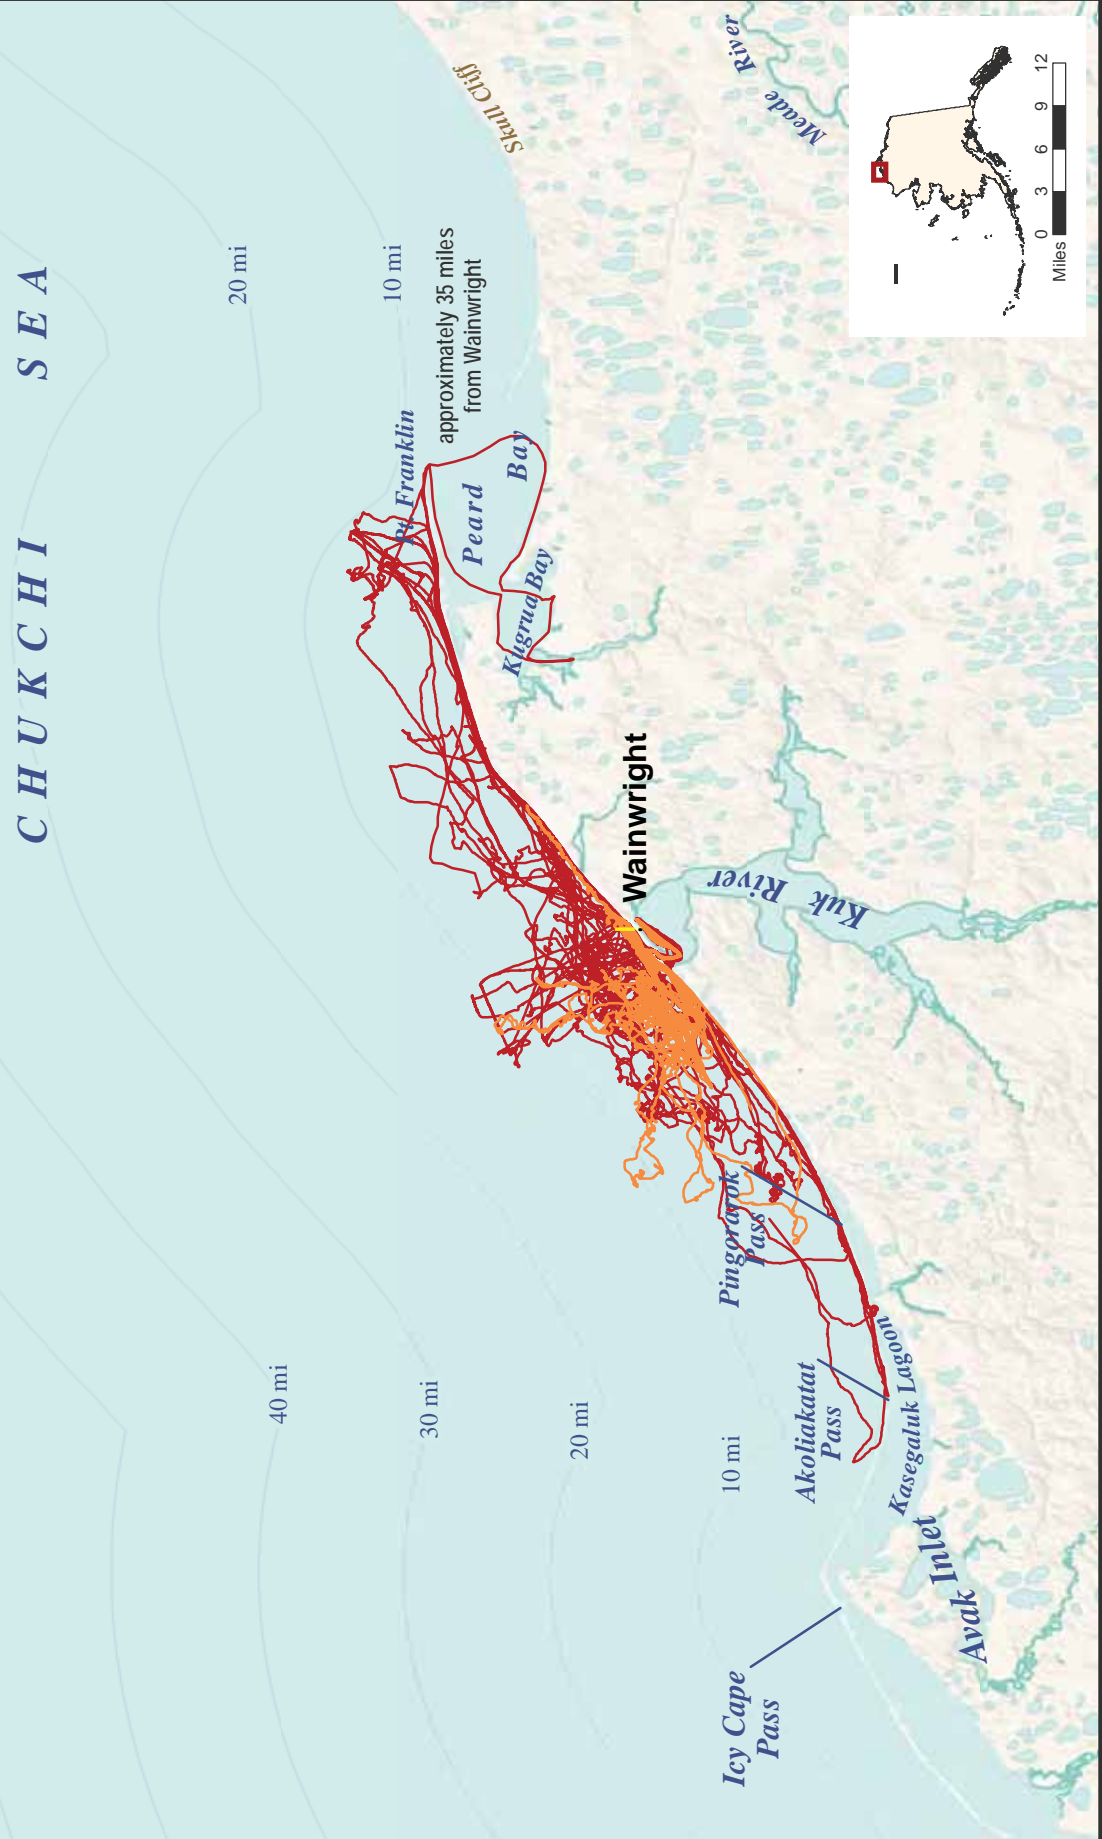 CHUKCHI SEA
40 mi
30 mi
20 mi
10 mi
20 mi
10 mi
Skull Cliff
Meade River
approximately 35 miles
from Wainwright
Pt. Franklin
Peard Bay
Kugrua Bay
Wainwright
Kuk River
Pingorarok
Pass
Akoliakatat
Pass
Kasegaluk Lagoon
Avak Inlet
Icy Cape
Pass
0 3 6 9 12
Miles